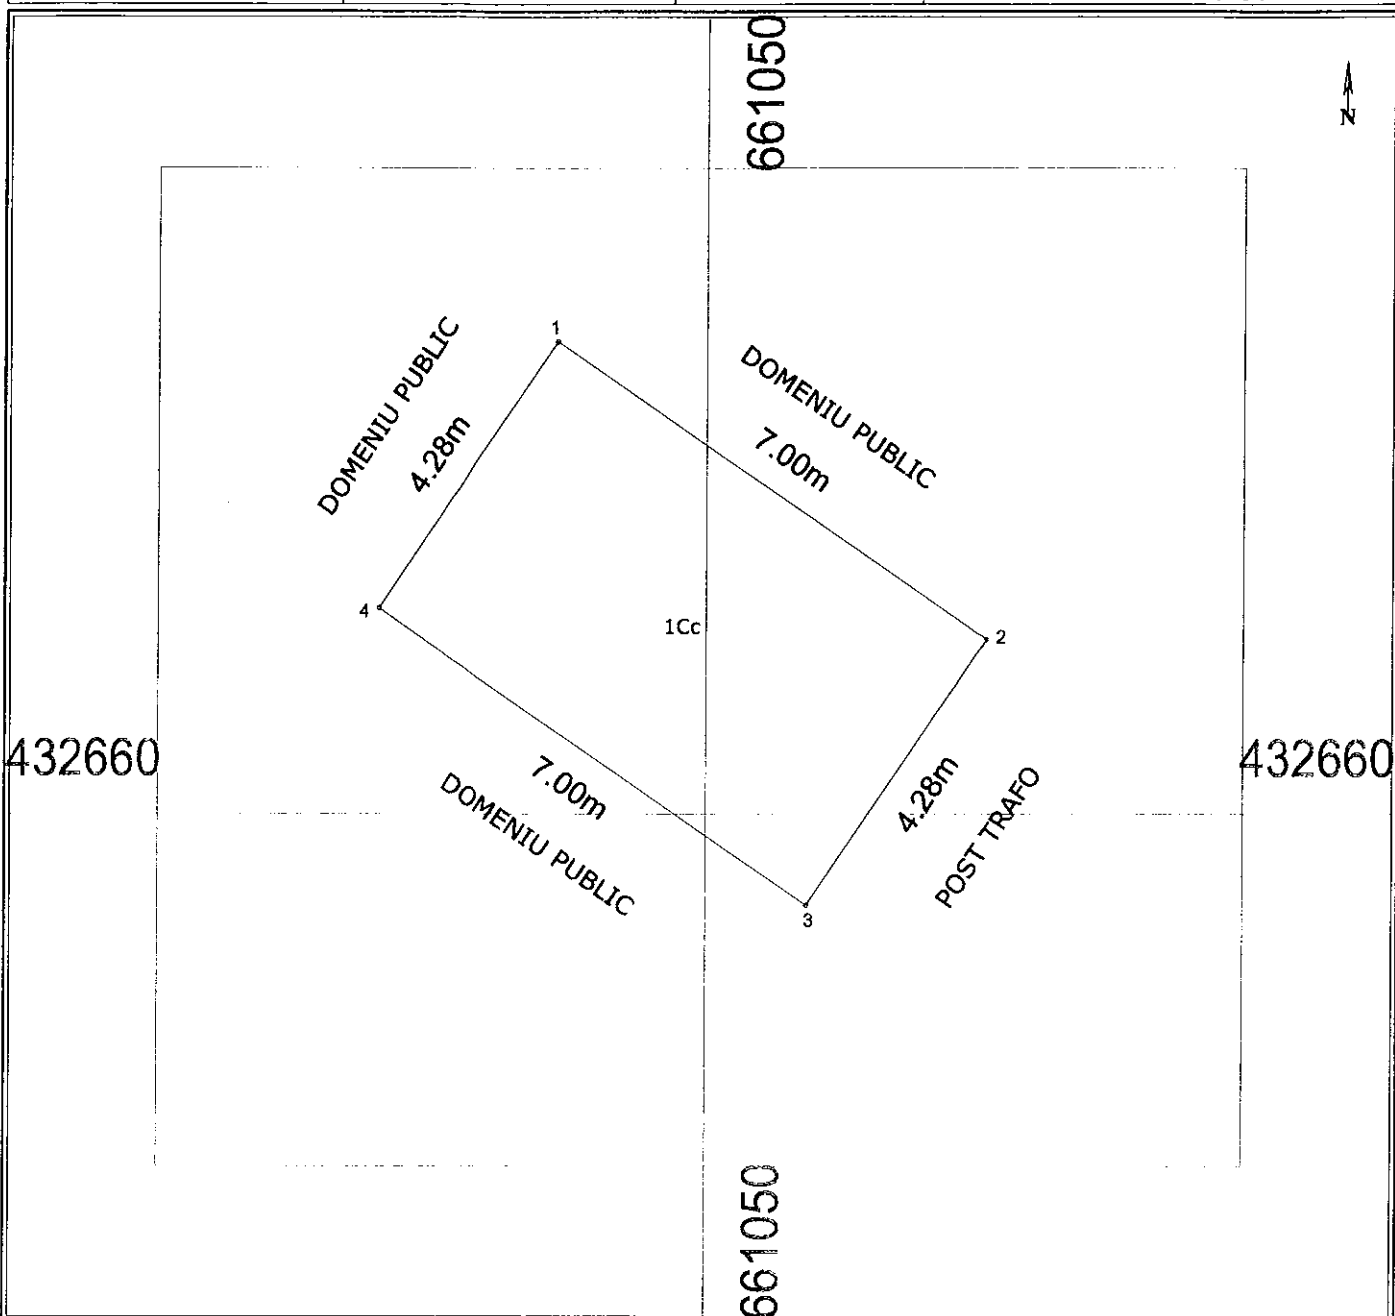 661050
N
1
DOMENIU PUBLIC
4.28m
DOMENIU PUBLIC
7.00m
4
1Cc
2
432660
432660
7.00m
DOMENIU PUBLIC
4.28m
POST TRAFO
3
661050